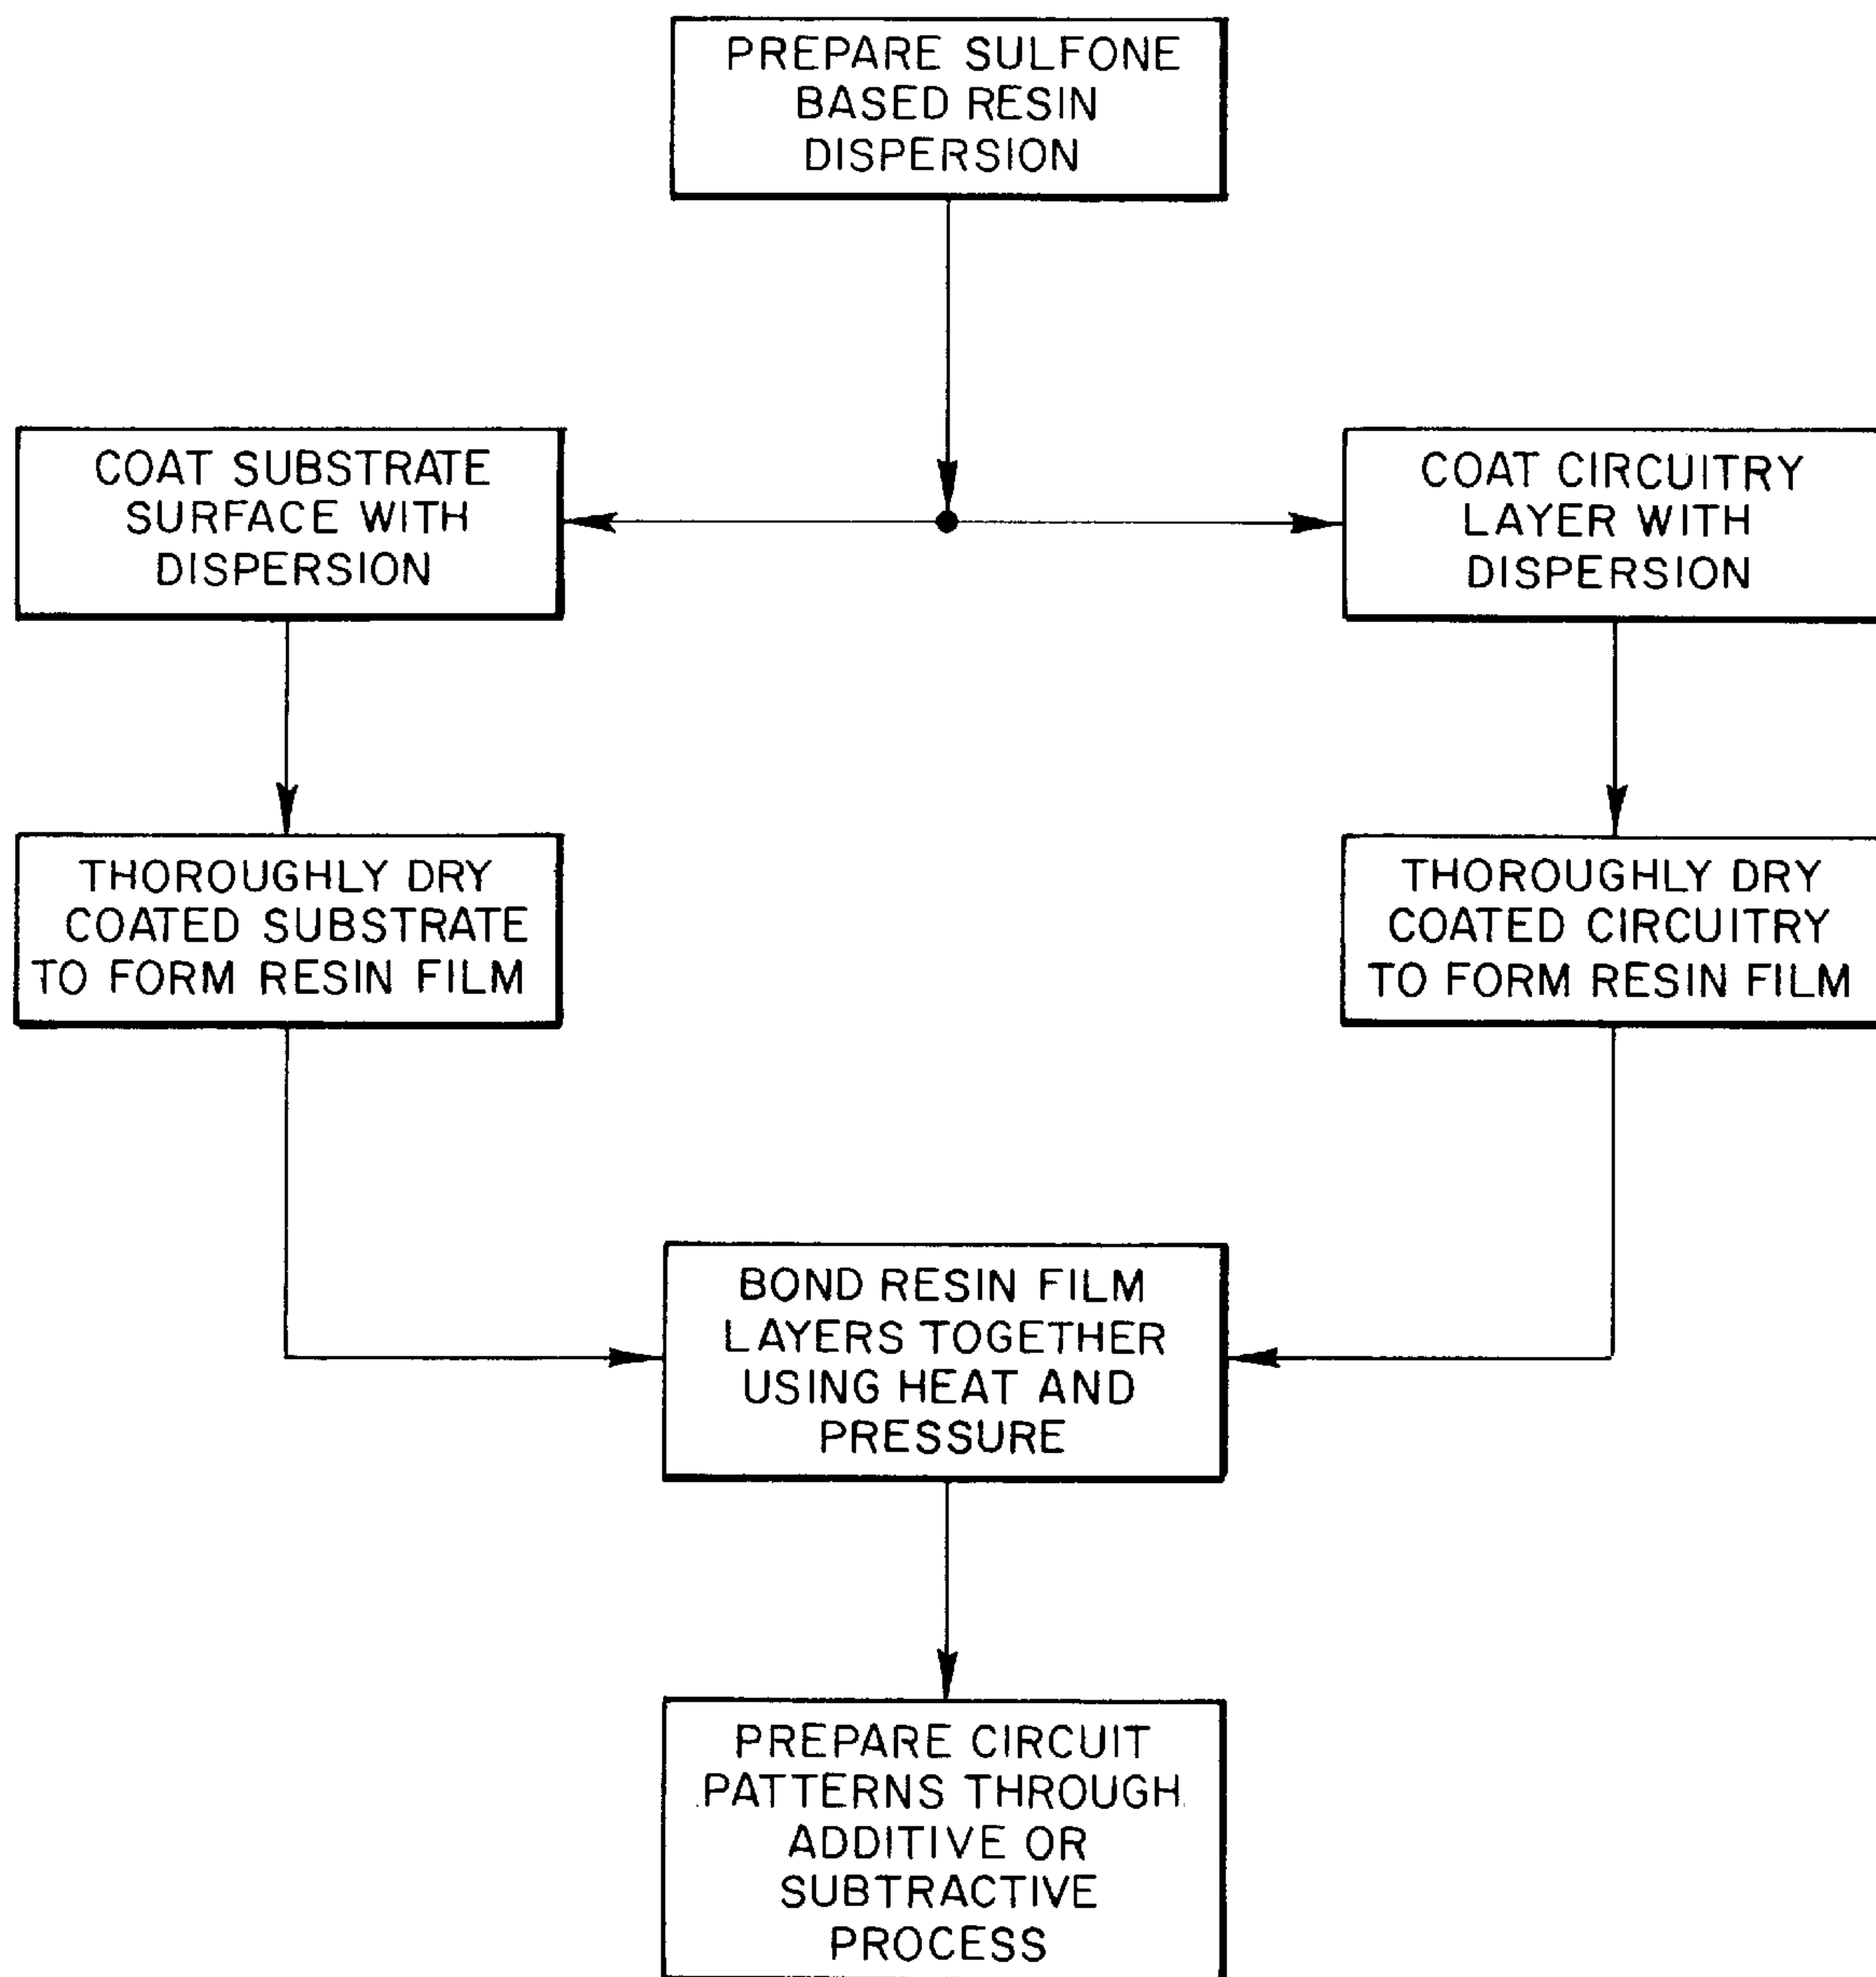 PREPARE SULFONE
BASED RESIN
DISPERSION
COAT SUBSTRATE
SURFACE WITH
DISPERSION
COAT CIRCUITRY
LAYER WITH
DISPERSION
THOROUGHLY DRY
COATED SUBSTRATE
TO FORM RESIN FILM
THOROUGHLY DRY
COATED CIRCUITRY
TO FORM RESIN FILM
BOND RESIN FILM
LAYERS TOGETHER
USING HEAT AND
PRESSURE
PREPARE CIRCUIT
PATTERNS THROUGH
ADDITIVE OR
SUBTRACTIVE
PROCESS